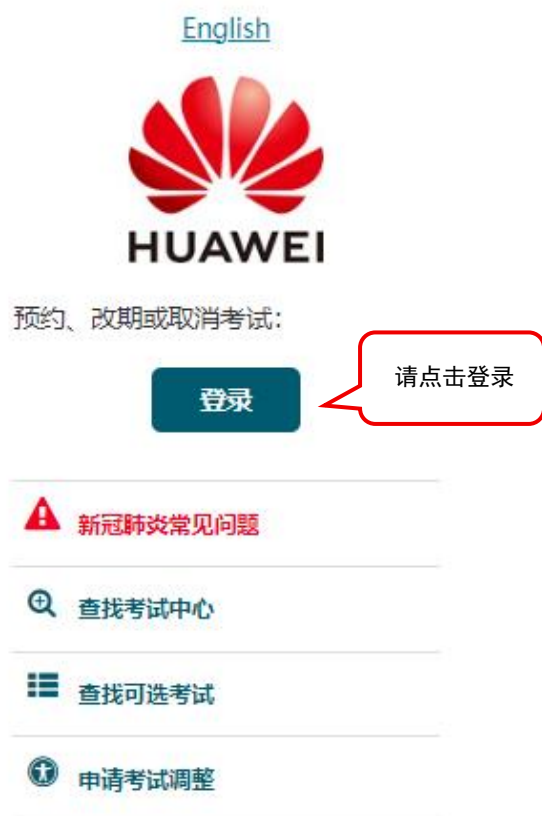 English
HUAWEI
预约、改期或取消考试：
登录
请点击登录
新冠肺炎常见问题
查找考试中心
查找可选考试
申请考试调整